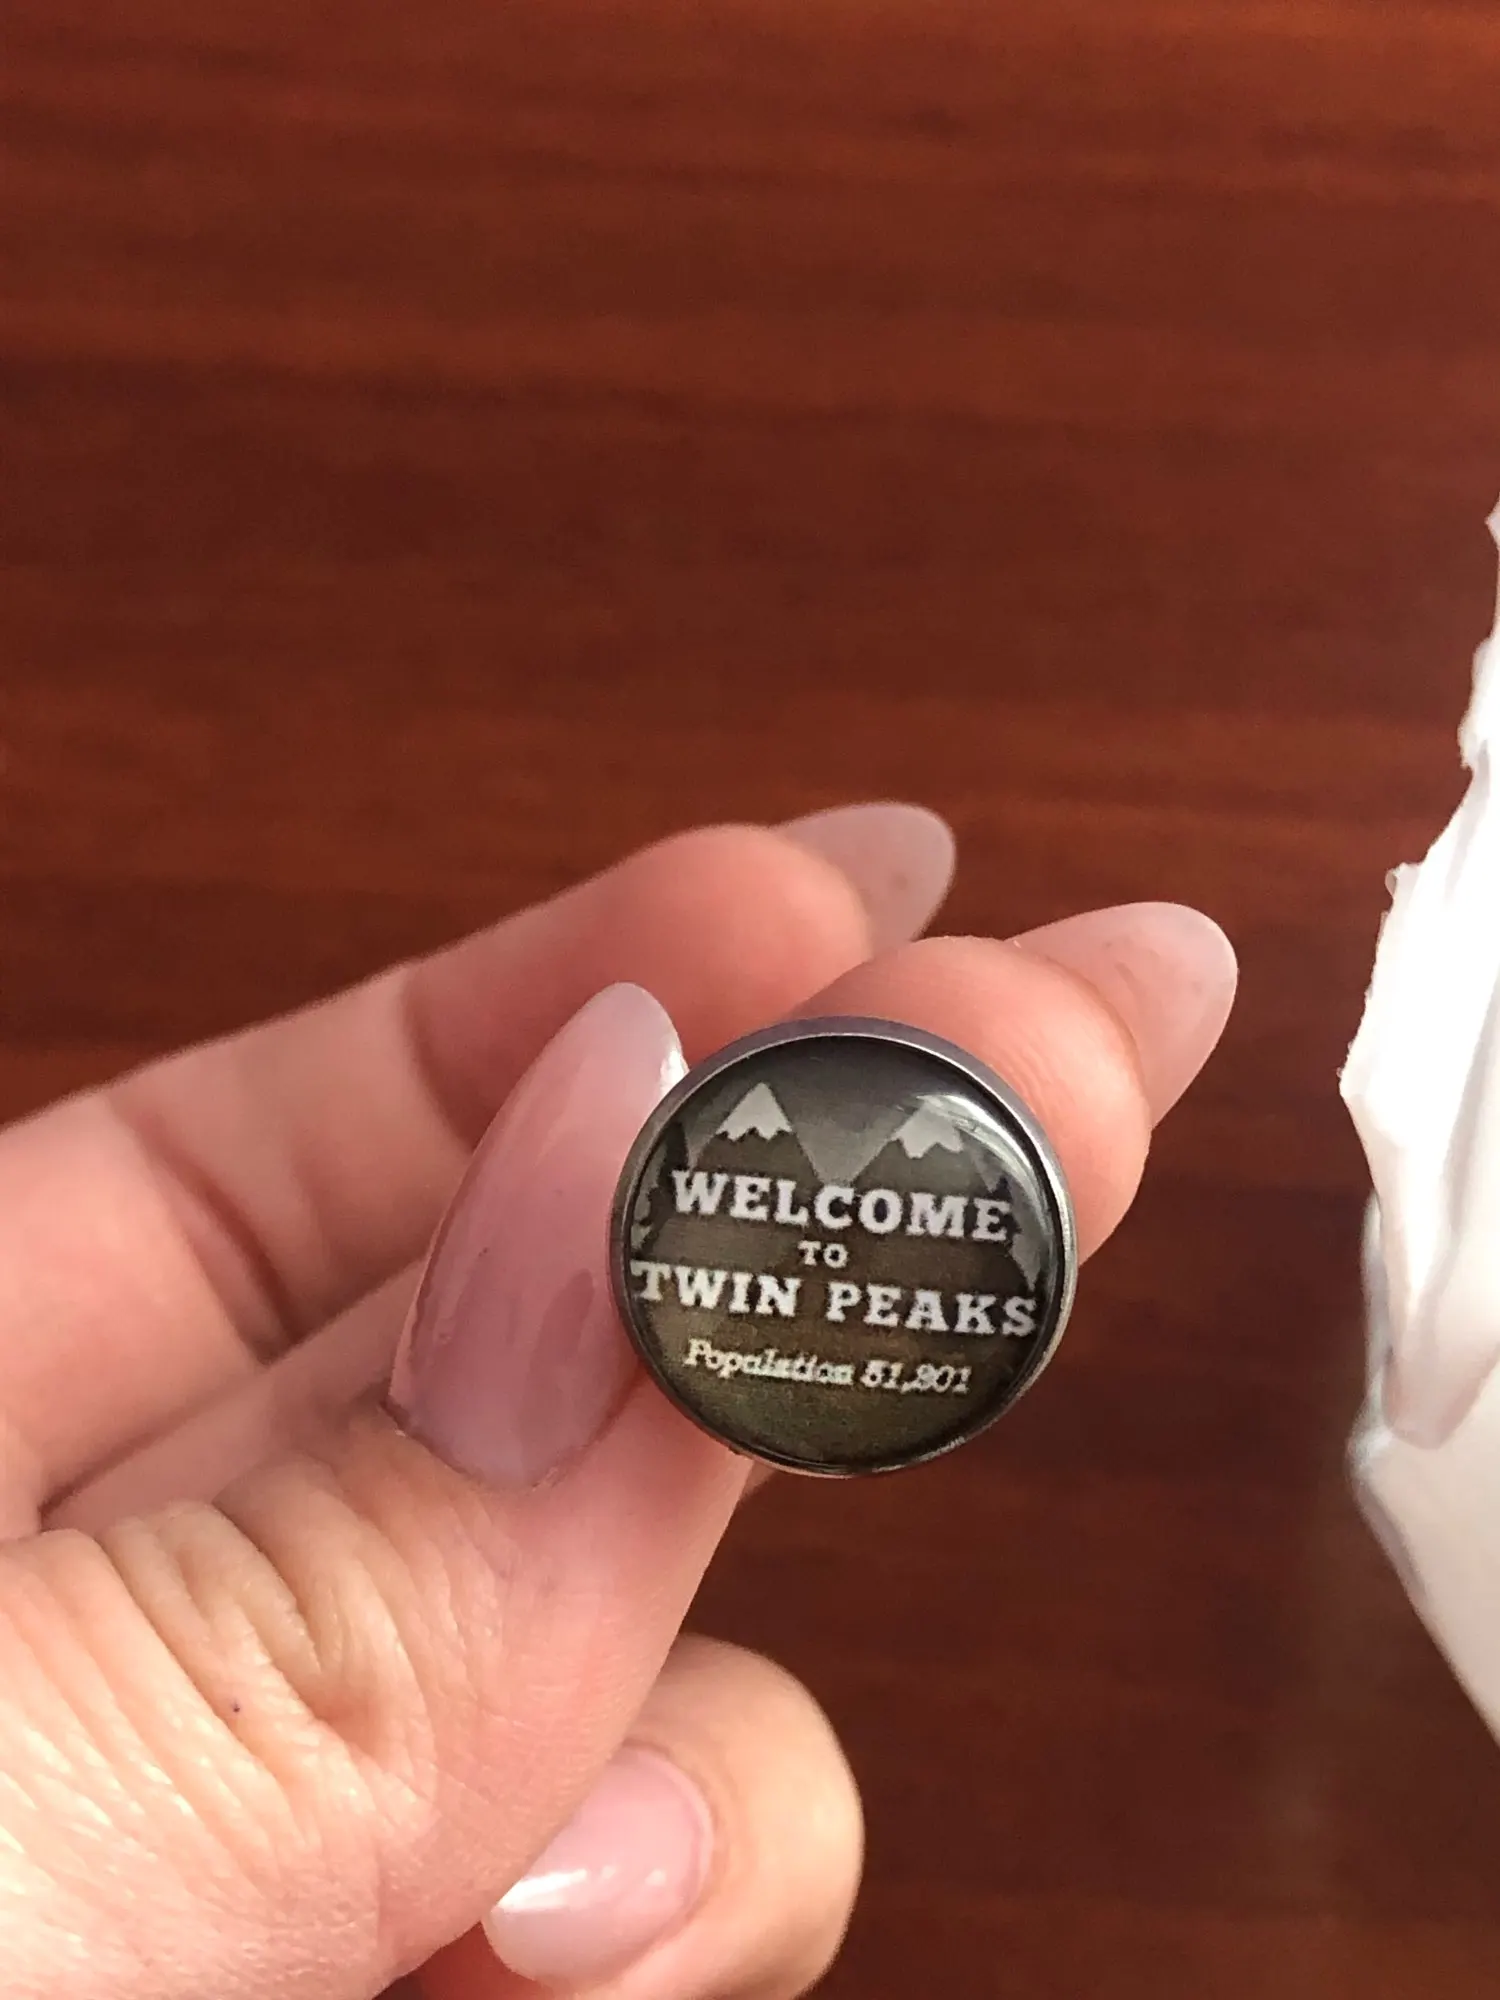 WELCOME
TO
TWIN PEAKS
Population 51,201